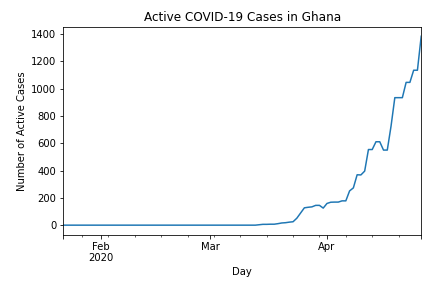 Active COVID-19 Cases in Ghana
Number of Active Cases
1400
1200
1000
800
600
400
200
0
Feb
2020
Mar
Apr
Day